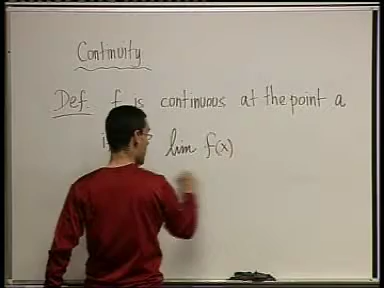 Continuity
Def. f is continuous at the point a
lim f(x)